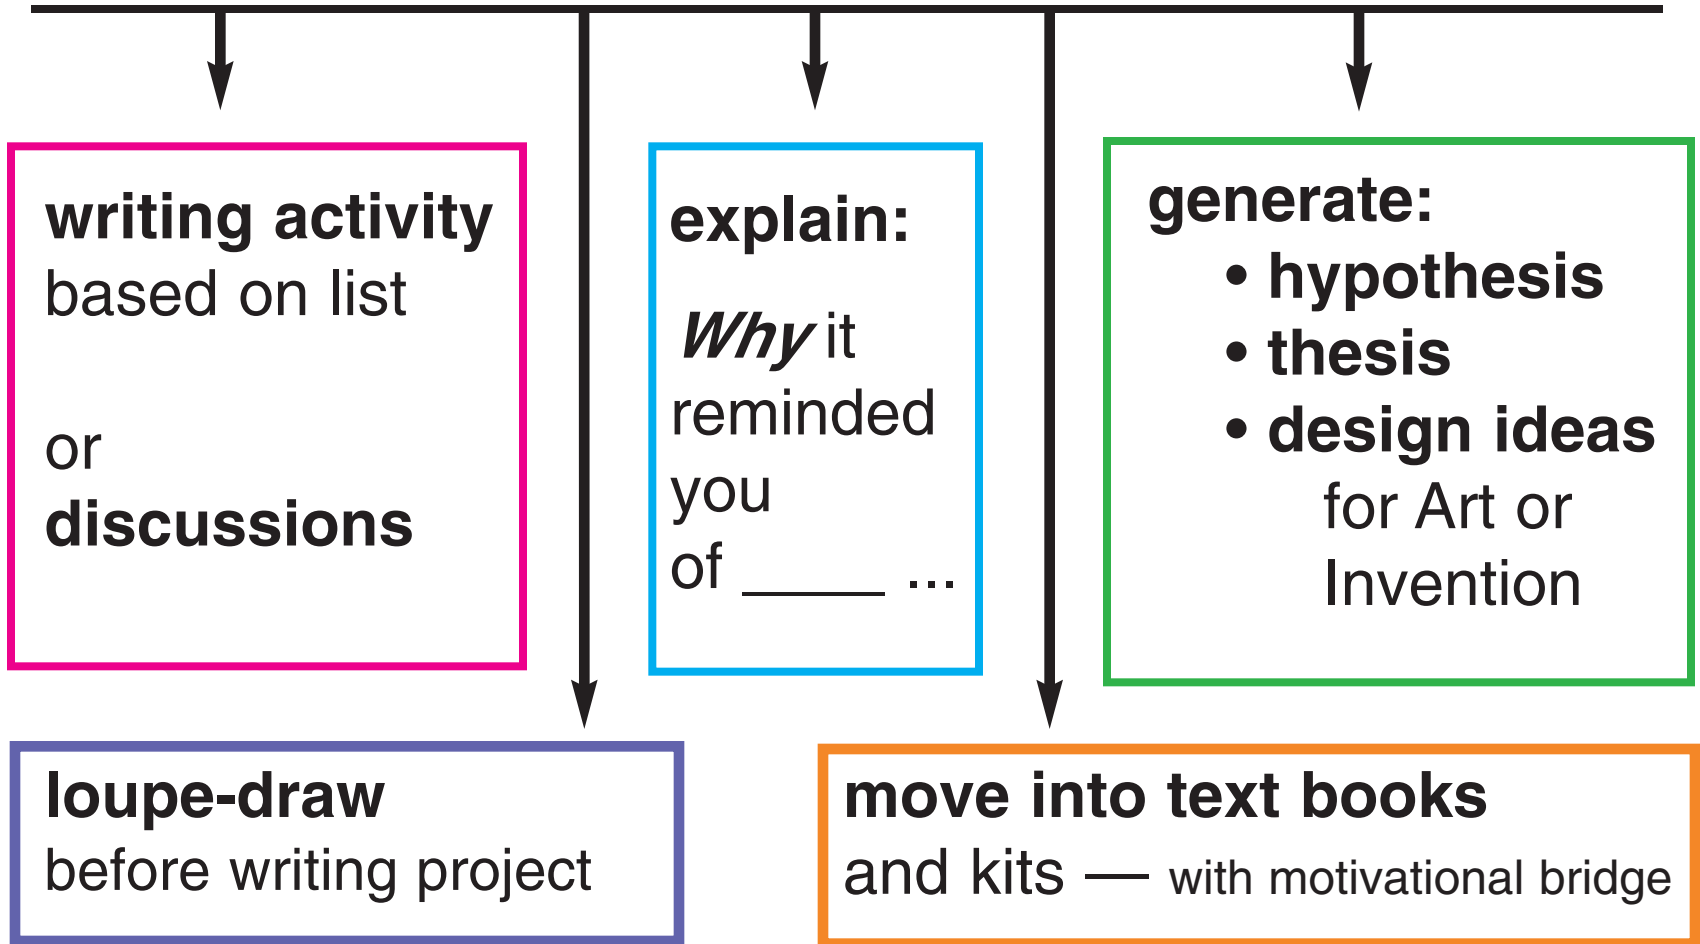 writing activity
based on list
or
discussions
explain:
Why it
reminded
you
of _____ ...
generate:
• hypothesis
• thesis
• design ideas
for Art or
Invention
loupe-draw
before writing project
move into text books
and kits — with motivational bridge